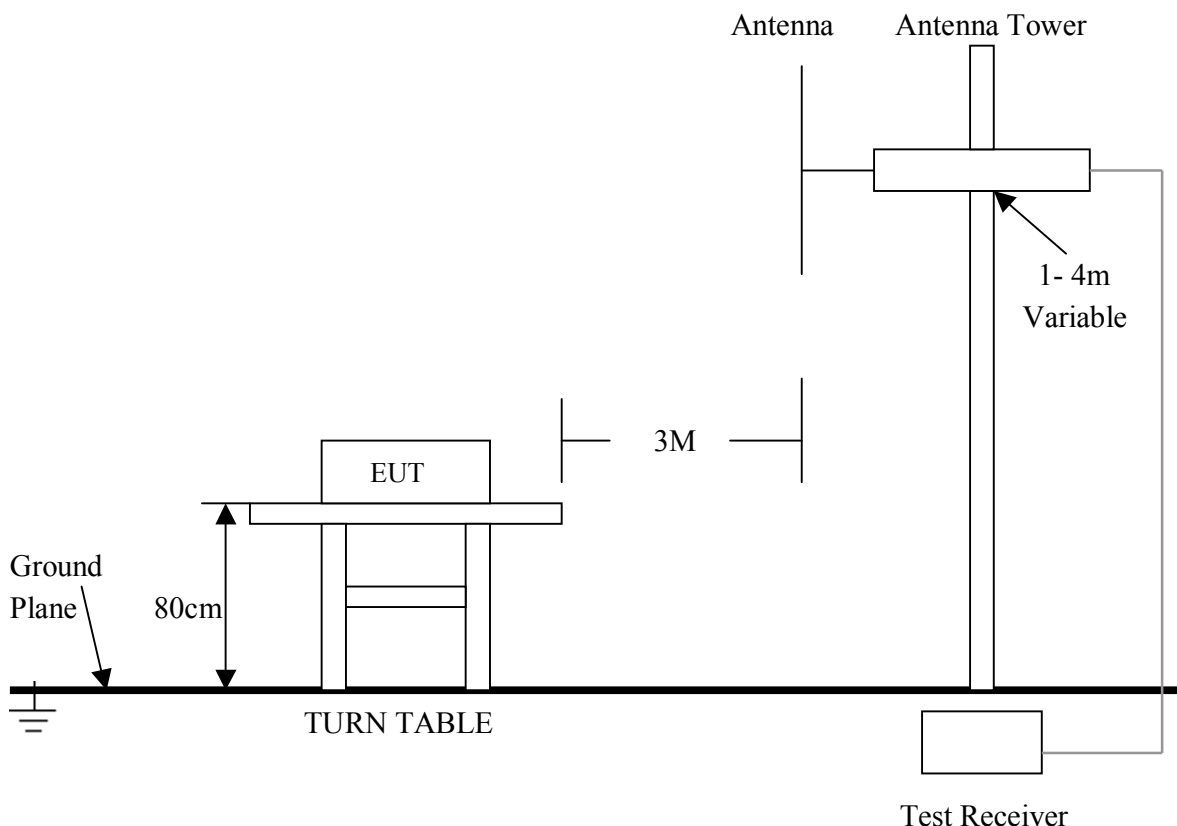 Antenna
Antenna Tower
1- 4m
Variable
3M
EUT
Ground
Plane
80cm
TURN TABLE
Test Receiver